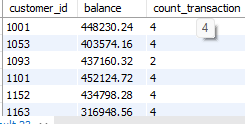 customer_id balance count_transaction
1001 448230.24 4
4
1053 403574.16 4
1093 437160.32 2
1101 452124.72 4
1152 434798.28 4
1163 316948.56 4